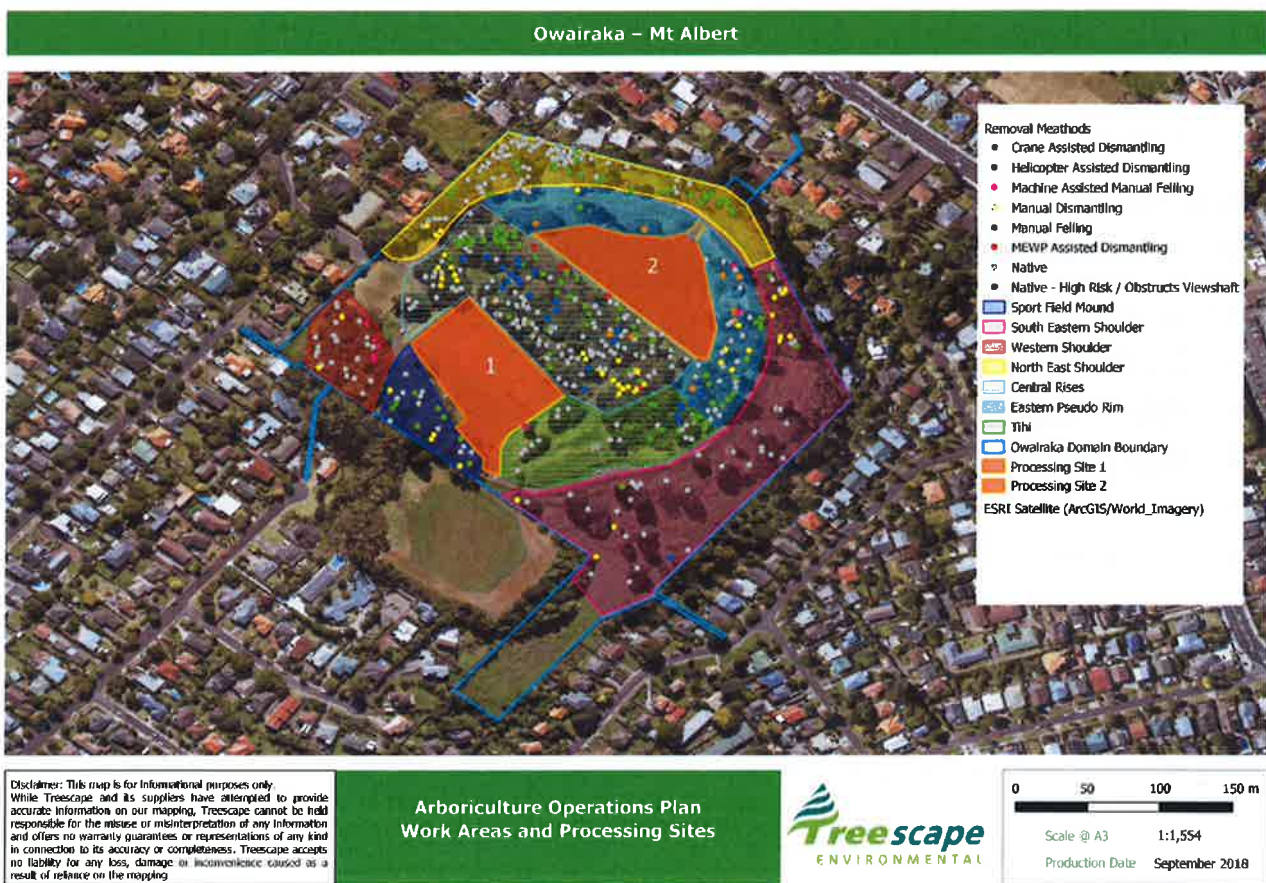 Owairaka – Mt Albert
Removal Meathods
Crane Assisted Dismantling
Helicopter Assisted Dismantling
Machine Assisted Manual Felling
Manual Dismantling
Manual Felling
MEWP Assisted Dismantling
Native
Native - High Risk / Obstructs Viewshaft
Sport Field Mound
South Eastern Shoulder
Western Shoulder
North East Shoulder
Central Rises
Eastern Pseudo Rim
Tihi
Owairaka Domain Boundary
Processing Site 1
Processing Site 2
ESRI Satellite (ArcGIS/World_Imagery)
2
1
Disclaimer: This map is for informational purposes only.
While Treescape and its suppliers have attempted to provide
accurate information on our mapping, Treescape cannot be held
responsible for the misuse or misinterpretation of any information
and offers no warranty guarantees or representations of any kind
in connection to its accuracy or completeness. Treescape accepts
no liability for any loss, damage or inconvenience caused as a
result of reliance on the mapping
Arboriculture Operations Plan
Work Areas and Processing Sites
Treescape
ENVIRONMENTAL
0 50 100 150 m
Scale @ A3 1:1,554
Production Date September 2018